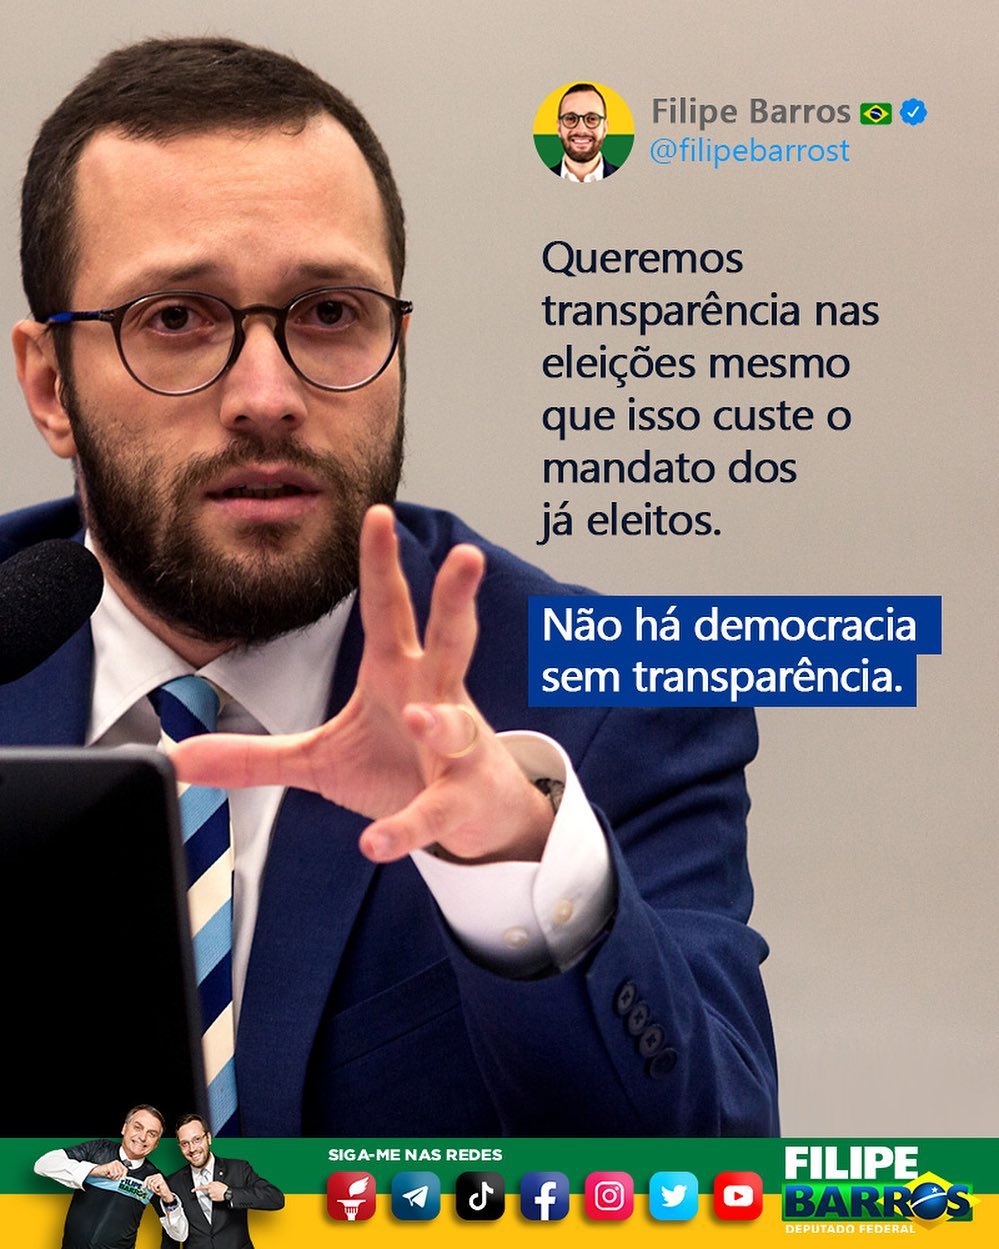 Filipe Barros
@filipebarrost
Queremos
transparência nas
eleições mesmo
que isso custe o
mandato dos
já eleitos.
Não há democracia
sem transparência.
SIGA-ME NAS REDES
FILIPE
BARROS
DEPUTADO FEDERAL
BARROS